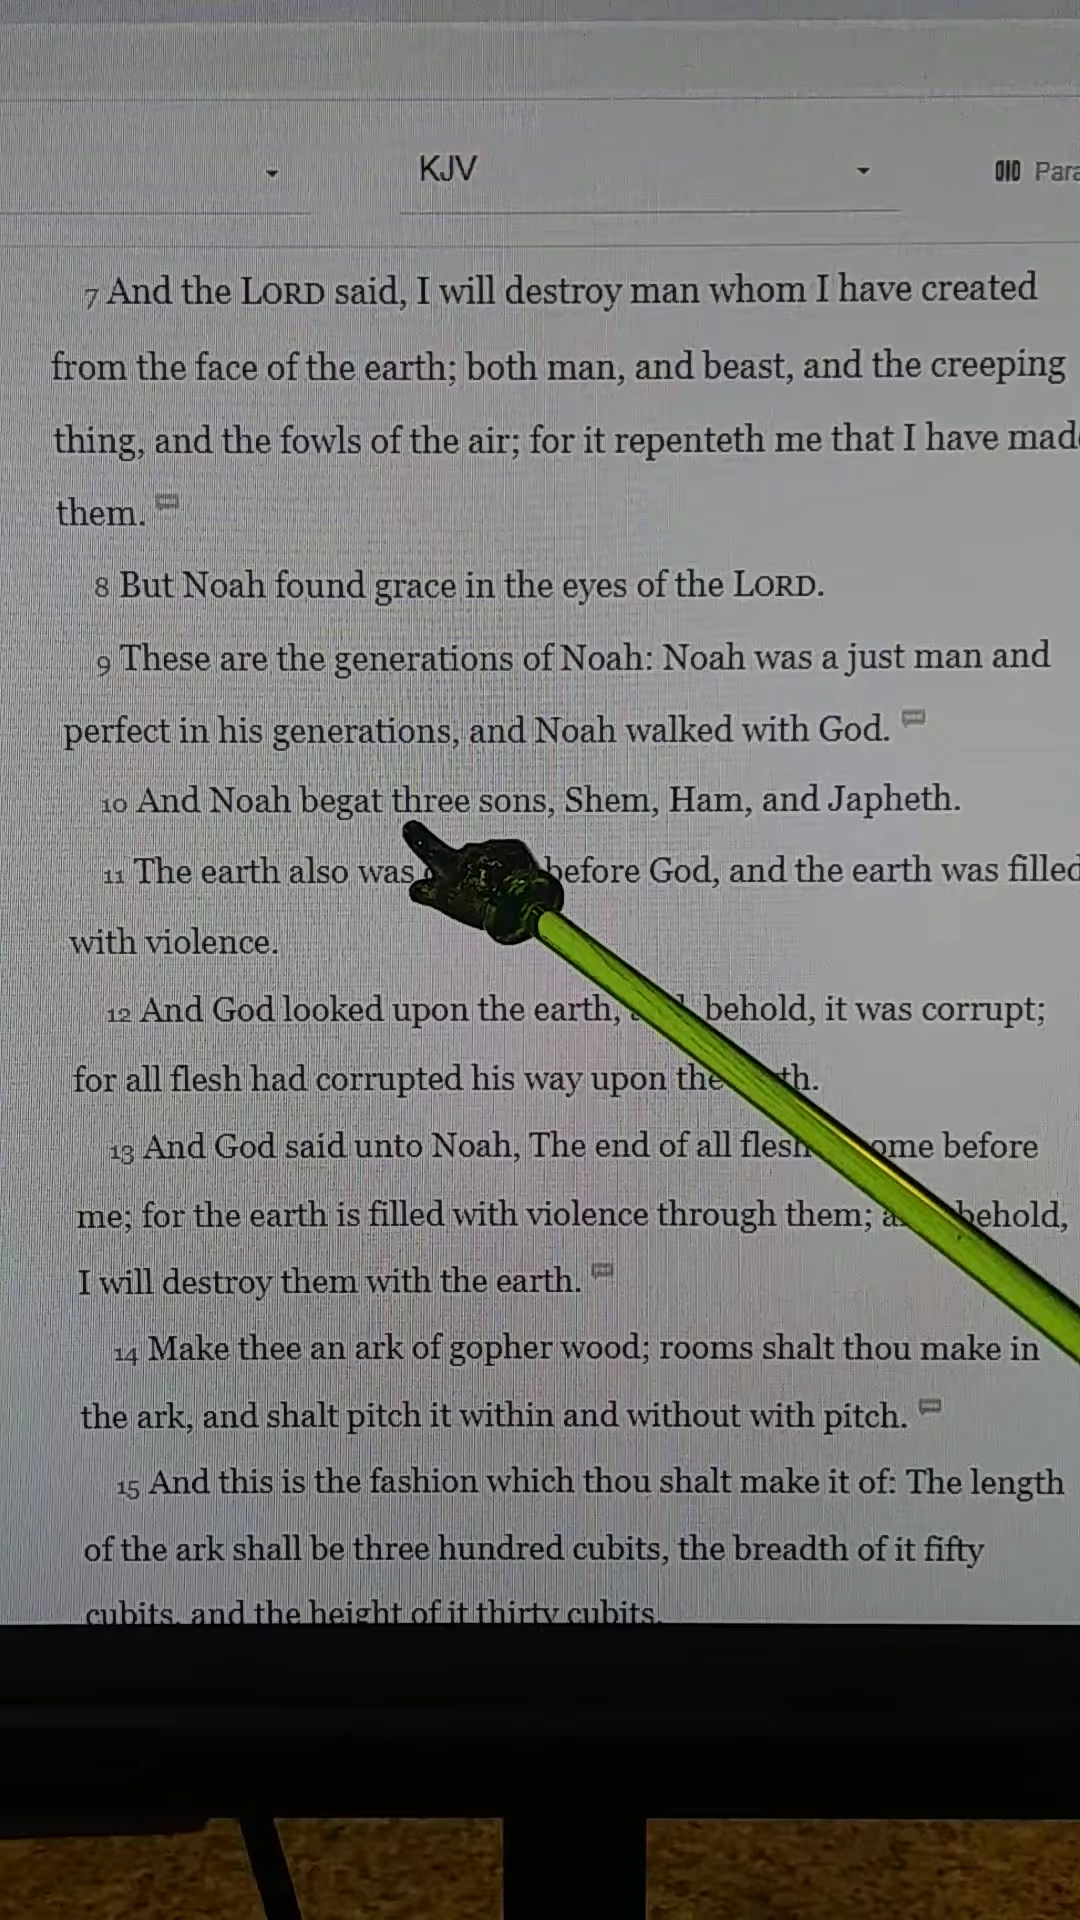 KJV
Para
7 And the LORD said, I will destroy man whom I have created
from the face of the earth; both man, and beast, and the creeping
thing, and the fowls of the air; for it repenteth me that I have mad
them.
8 But Noah found grace in the eyes of the LORD.
9 These are the generations of Noah: Noah was a just man and
perfect in his generations, and Noah walked with God.
10 And Noah begat three sons, Shem, Ham, and Japheth.
11 The earth also was before God, and the earth was filled
with violence.
12 And God looked upon the earth, behold, it was corrupt;
for all flesh had corrupted his way upon the th.
13 And God said unto Noah, The end of all flesh ome before
me; for the earth is filled with violence through them; a behold,
I will destroy them with the earth.
14 Make thee an ark of gopher wood; rooms shalt thou make in
the ark, and shalt pitch it within and without with pitch.
15 And this is the fashion which thou shalt make it of: The length
of the ark shall be three hundred cubits, the breadth of it fifty
cubits, and the height of it thirty cubits.